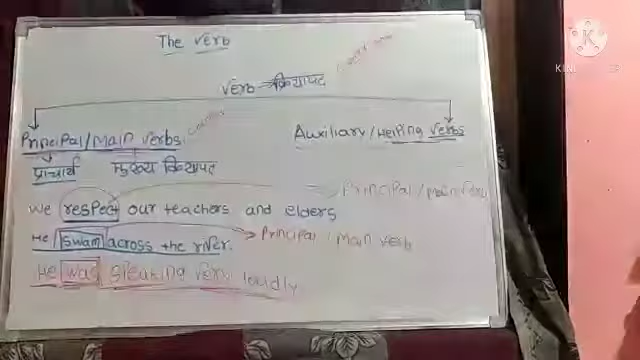 The verb
verb → क्रियापद
Principal/Main verbs
Auxiliary/Helping verbs
प्राचार्य मुख्य क्रियापद
Principal/main verb
We respect our teachers and elders
He swam across the river. → Principal/Main verb
He was speaking very loudly
KINEMASTER